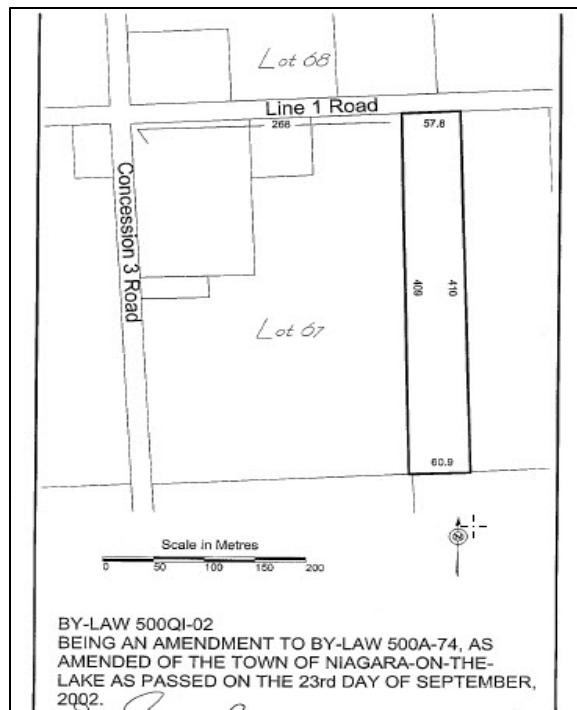 Lot 68
Line 1 Road
268
57.8
Concession 3 Road
409
410
Lot 67
60.9
Scale in Metres
0 50 100 150 200
BY-LAW 500QI-02
BEING AN AMENDMENT TO BY-LAW 500A-74, AS
AMENDED OF THE TOWN OF NIAGARA-ON-THE-
LAKE AS PASSED ON THE 23rd DAY OF SEPTEMBER,
2002.